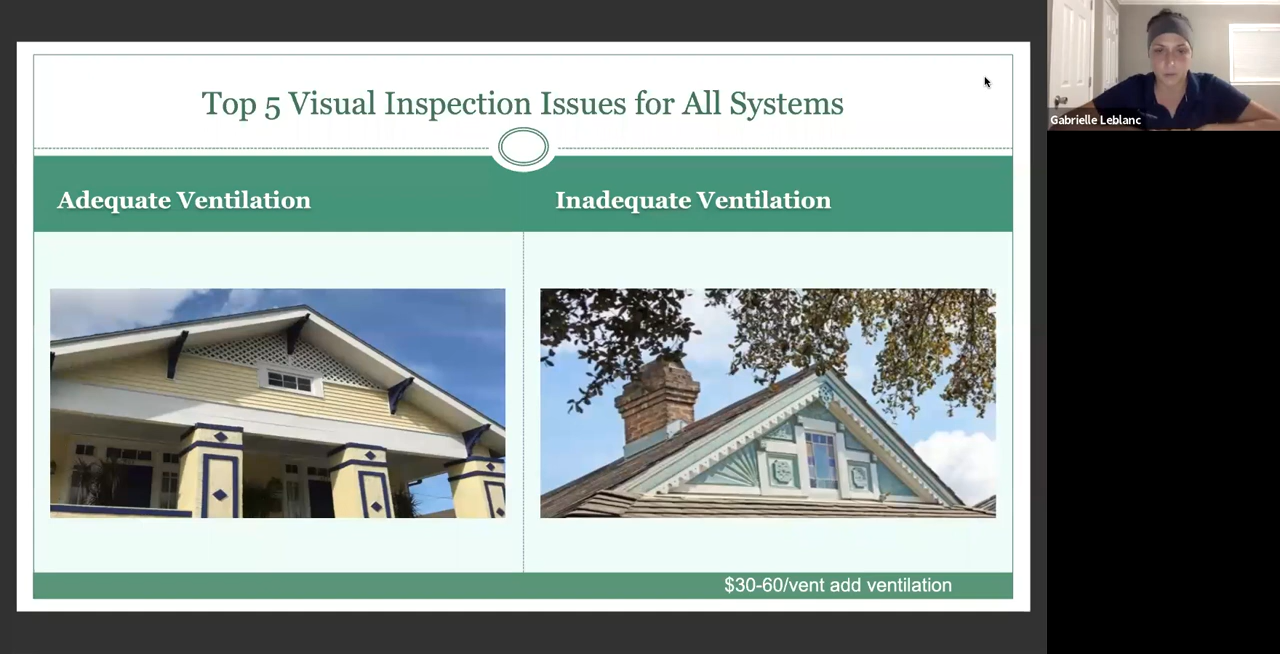 Top 5 Visual Inspection Issues for All Systems
Adequate Ventilation
Inadequate Ventilation
$30-60/vent add ventilation
Gabrielle Leblanc